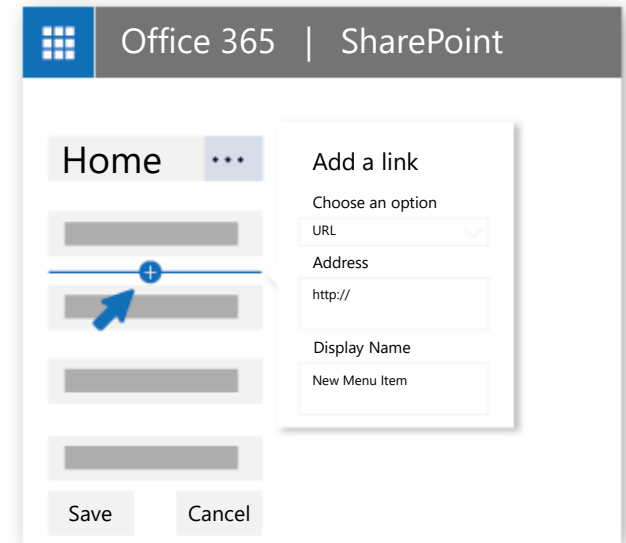 Office 365 | SharePoint
Home ...
Add a link
Choose an option
URL
Address
http://
Display Name
New Menu Item
Save Cancel